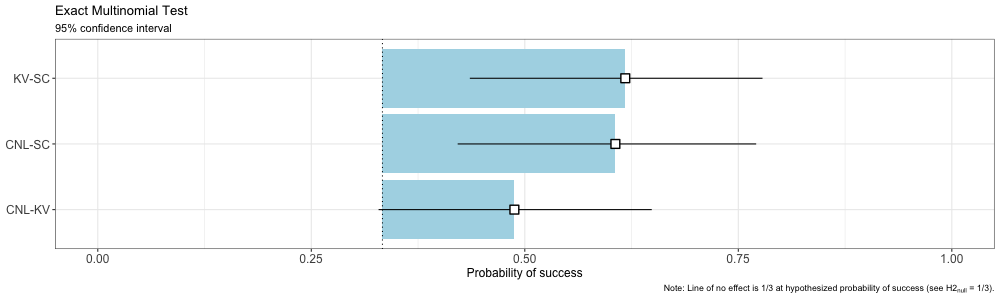 Exact Multinomial Test
95% confidence interval
KV-SC
CNL-SC
CNL-KV
0.00 0.25 0.50 0.75 1.00
Probability of success
Note: Line of no effect is 1/3 at hypothesized probability of success (see H2null = 1/3).